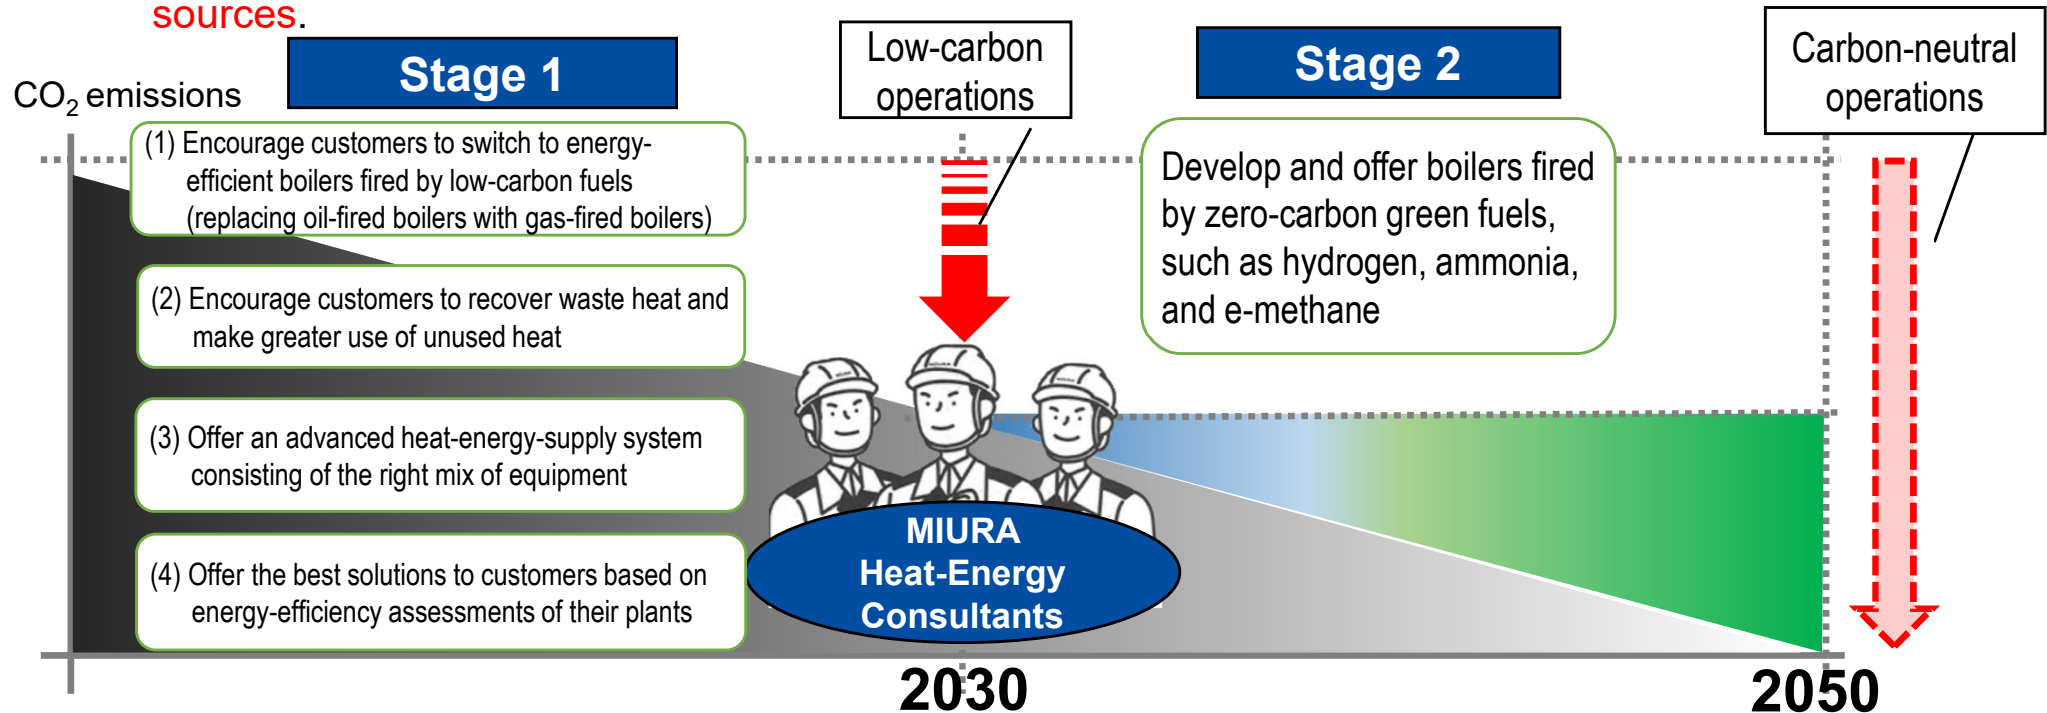 sources.
Stage 1
Low-carbon
operations
Stage 2
Carbon-neutral
operations
CO₂ emissions
(1) Encourage customers to switch to energy-
efficient boilers fired by low-carbon fuels
(replacing oil-fired boilers with gas-fired boilers)
(2) Encourage customers to recover waste heat and
make greater use of unused heat
(3) Offer an advanced heat-energy-supply system
consisting of the right mix of equipment
(4) Offer the best solutions to customers based on
energy-efficiency assessments of their plants
Develop and offer boilers fired
by zero-carbon green fuels,
such as hydrogen, ammonia,
and e-methane
MIURA
Heat-Energy
Consultants
2030
2050